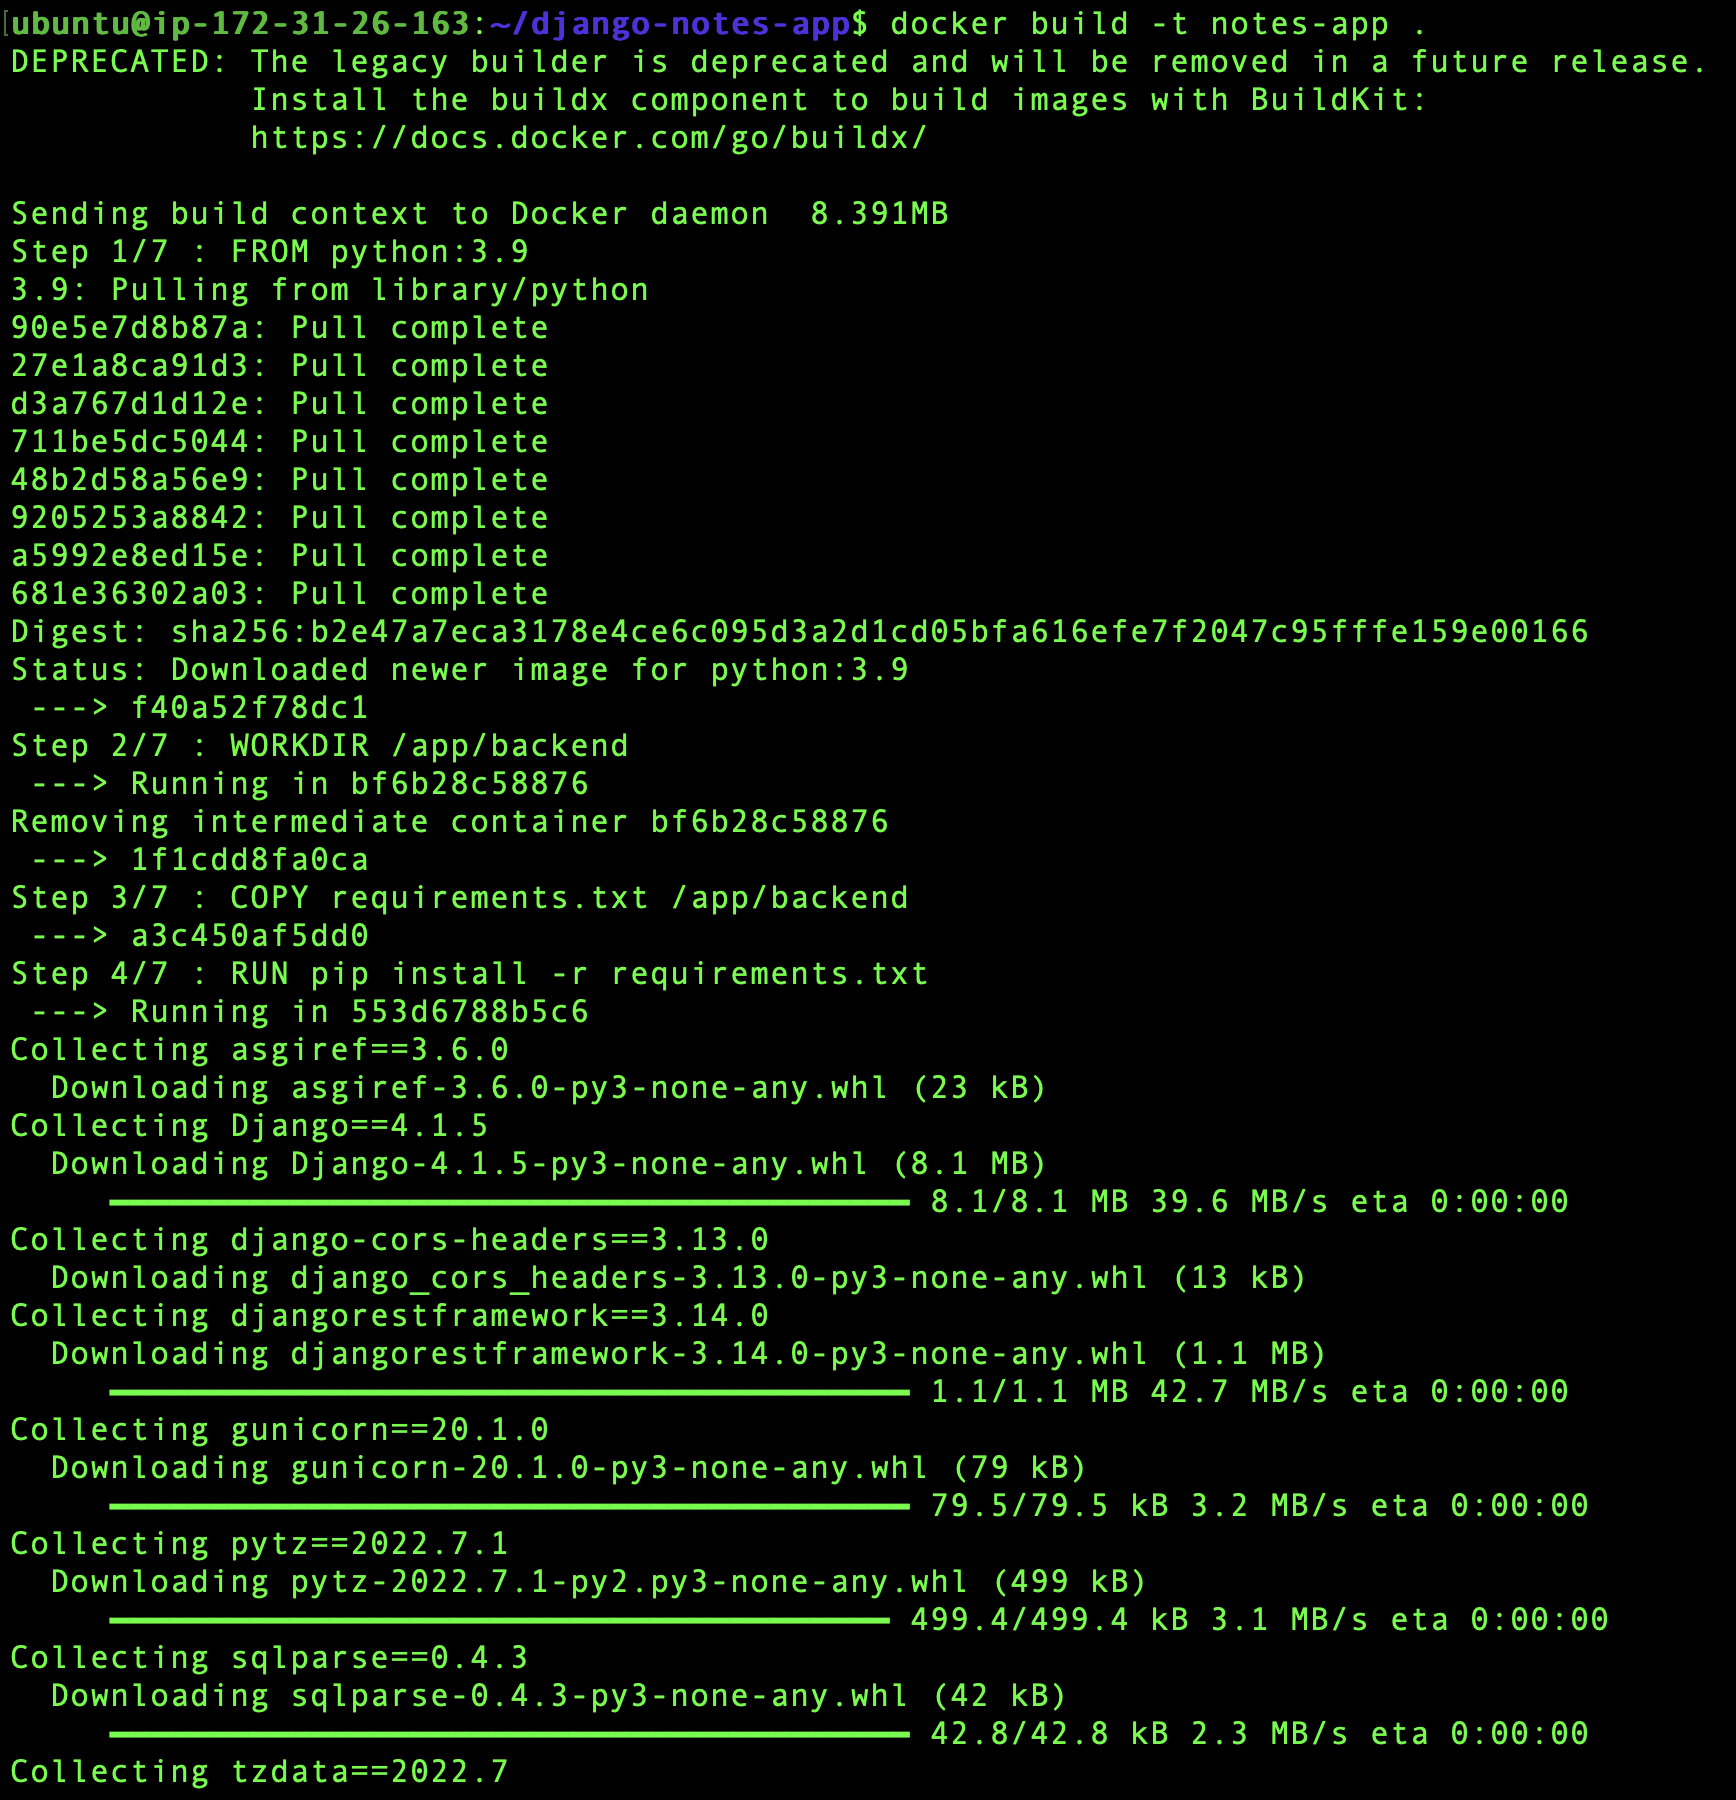 [ubuntu@ip-172-31-26-163:~/django-notes-app$ docker build -t notes-app .
DEPRECATED: The legacy builder is deprecated and will be removed in a future release.
            Install the buildx component to build images with BuildKit:
            https://docs.docker.com/go/buildx/

Sending build context to Docker daemon  8.391MB
Step 1/7 : FROM python:3.9
3.9: Pulling from library/python
90e5e7d8b87a: Pull complete
27e1a8ca91d3: Pull complete
d3a767d1d12e: Pull complete
711be5dc5044: Pull complete
48b2d58a56e9: Pull complete
9205253a8842: Pull complete
a5992e8ed15e: Pull complete
681e36302a03: Pull complete
Digest: sha256:b2e47a7eca3178e4ce6c095d3a2d1cd05bfa616efe7f2047c95fffe159e00166
Status: Downloaded newer image for python:3.9
 ---> f40a52f78dc1
Step 2/7 : WORKDIR /app/backend
 ---> Running in bf6b28c58876
Removing intermediate container bf6b28c58876
 ---> 1f1cdd8fa0ca
Step 3/7 : COPY requirements.txt /app/backend
 ---> a3c450af5dd0
Step 4/7 : RUN pip install -r requirements.txt
 ---> Running in 553d6788b5c6
Collecting asgiref==3.6.0
  Downloading asgiref-3.6.0-py3-none-any.whl (23 kB)
Collecting Django==4.1.5
  Downloading Django-4.1.5-py3-none-any.whl (8.1 MB)
8.1/8.1 MB 39.6 MB/s eta 0:00:00
Collecting django-cors-headers==3.13.0
  Downloading django_cors_headers-3.13.0-py3-none-any.whl (13 kB)
Collecting djangorestframework==3.14.0
  Downloading djangorestframework-3.14.0-py3-none-any.whl (1.1 MB)
1.1/1.1 MB 42.7 MB/s eta 0:00:00
Collecting gunicorn==20.1.0
  Downloading gunicorn-20.1.0-py3-none-any.whl (79 kB)
79.5/79.5 kB 3.2 MB/s eta 0:00:00
Collecting pytz==2022.7.1
  Downloading pytz-2022.7.1-py2.py3-none-any.whl (499 kB)
499.4/499.4 kB 3.1 MB/s eta 0:00:00
Collecting sqlparse==0.4.3
  Downloading sqlparse-0.4.3-py3-none-any.whl (42 kB)
42.8/42.8 kB 2.3 MB/s eta 0:00:00
Collecting tzdata==2022.7